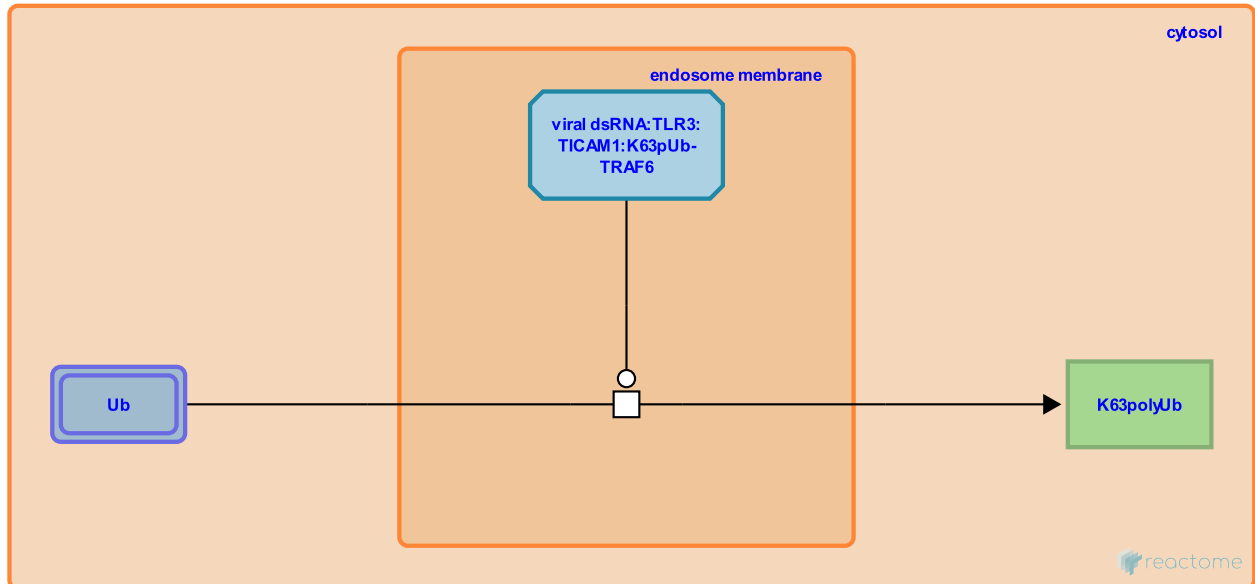 cytosol
endosome membrane
viral dsRNA:TLR3:
TICAM1:K63pUb-
TRAF6
Ub
K63polyUb
reactome